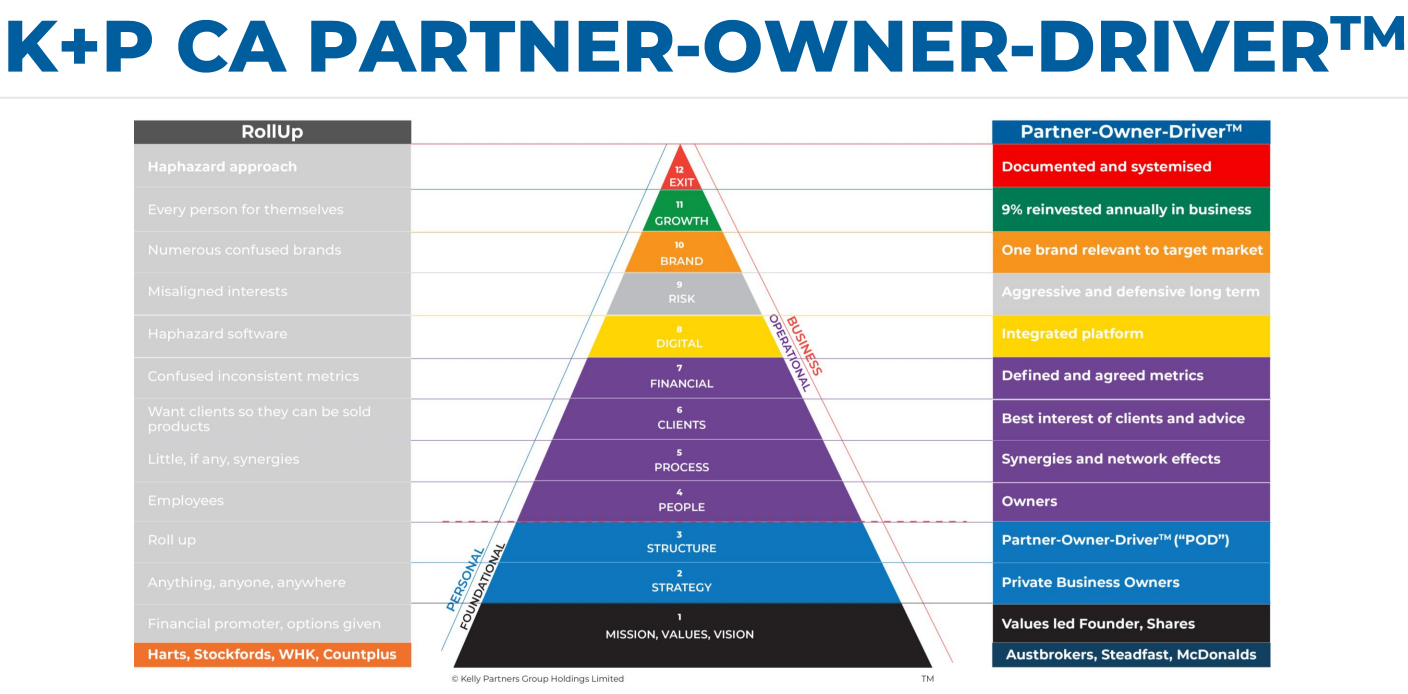 K+P CA PARTNER-OWNER-DRIVER™
RollUp
Haphazard approach
Every person for themselves
Numerous confused brands
Misaligned interests
Haphazard software
Confused inconsistent metrics
Want clients so they can be sold
products
Little, if any, synergies
Employees
Roll up
Anything, anyone, anywhere
Financial promoter, options given
Harts, Stockfords, WHK, Countplus
12
EXIT
11
GROWTH
10
BRAND
9
RISK
8
DIGITAL
7
FINANCIAL
6
CLIENTS
5
PROCESS
4
PEOPLE
3
STRUCTURE
2
STRATEGY
1
MISSION, VALUES, VISION
PERSONAL
FOUNDATIONAL
BUSINESS
OPERATIONAL
Partner-Owner-Driver™
Documented and systemised
9% reinvested annually in business
One brand relevant to target market
Aggressive and defensive long term
Integrated platform
Defined and agreed metrics
Best interest of clients and advice
Synergies and network effects
Owners
Partner-Owner-Driver™ (“POD”)
Private Business Owners
Values led Founder, Shares
Austbrokers, Steadfast, McDonalds
© Kelly Partners Group Holdings Limited
TM